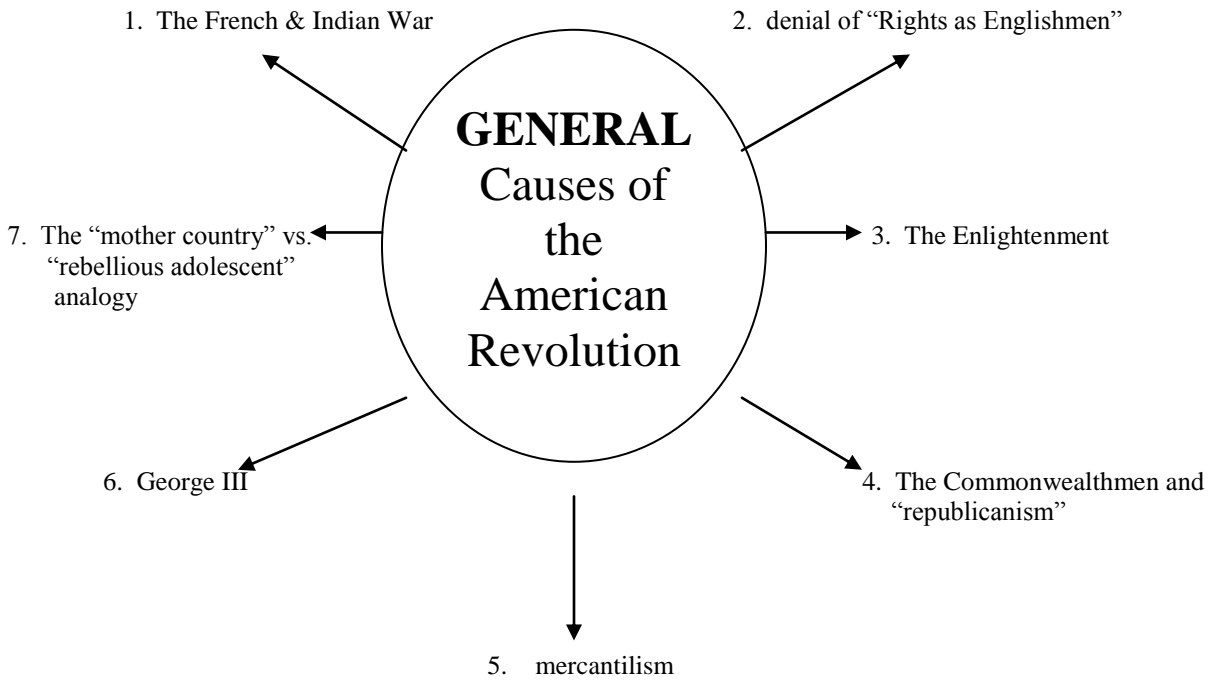 1. The French & Indian War
2. denial of “Rights as Englishmen”
GENERAL
Causes of
the
American
Revolution
3. The Enlightenment
4. The Commonwealthmen and
“republicanism”
5. mercantilism
6. George III
7. The “mother country” vs.
“rebellious adolescent”
analogy